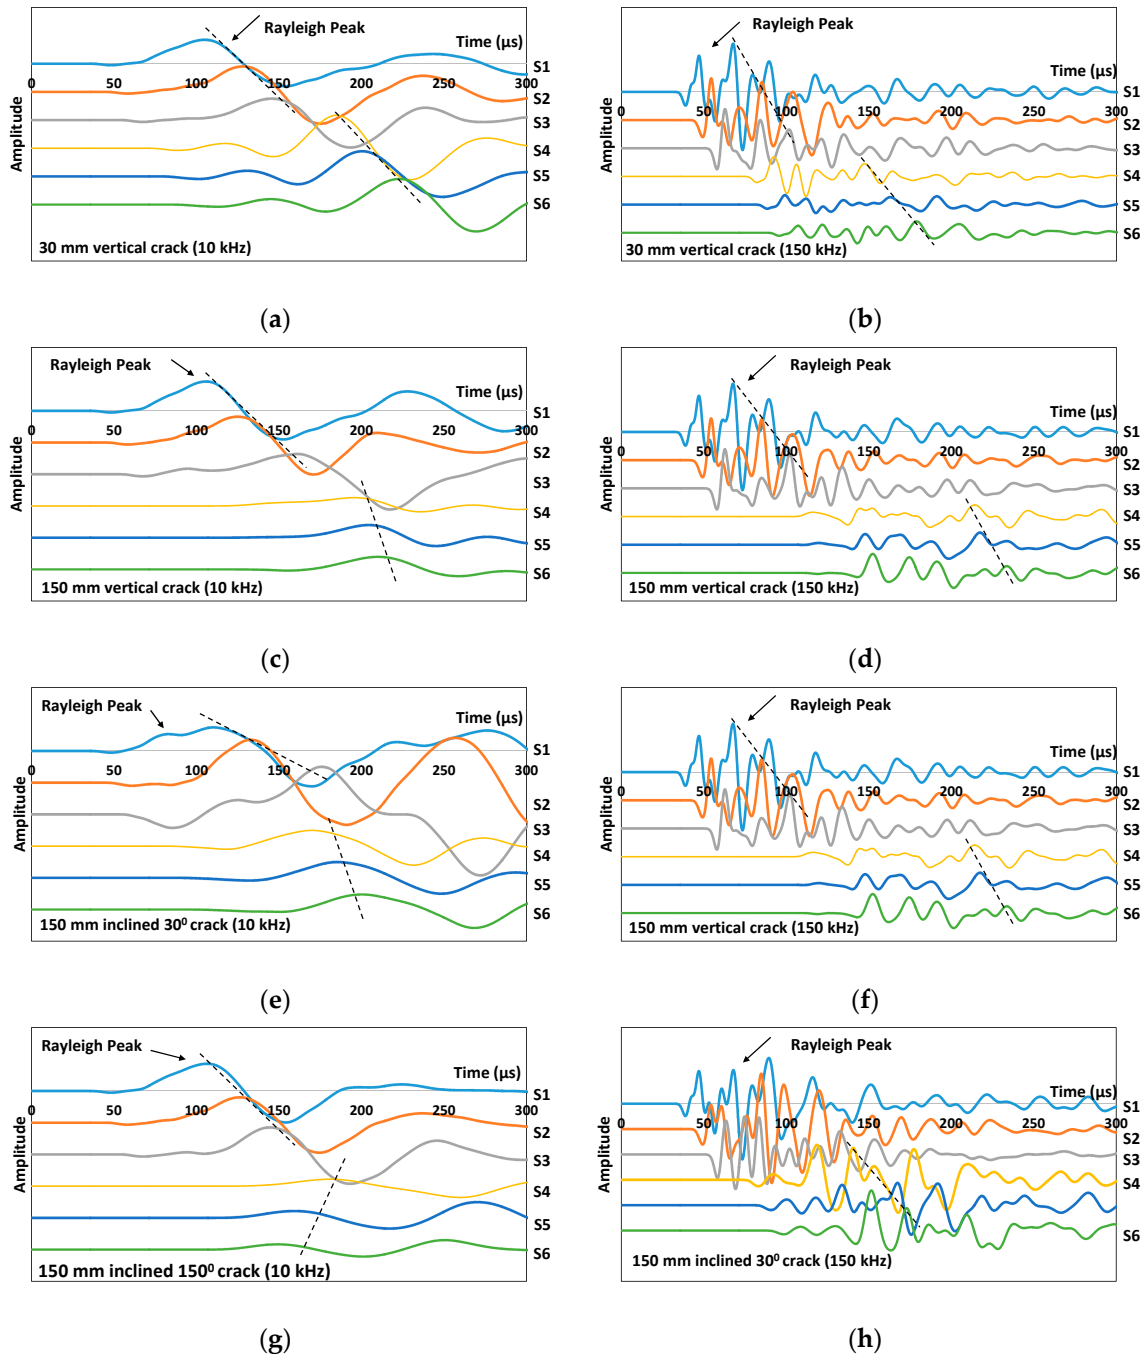 Rayleigh Peak
Time (μs)
S1
0 50 100 150 200 250 300
S2
S3
S4
S5
S6
Amplitude
30 mm vertical crack (10 kHz)
(a)
Rayleigh Peak
Time (μs)
S1
0 50 100 150 200 250 300
S2
S3
S4
S5
S6
Amplitude
30 mm vertical crack (150 kHz)
(b)
Rayleigh Peak
Time (μs)
S1
0 50 100 150 200 250 300
S2
S3
S4
S5
S6
Amplitude
150 mm vertical crack (10 kHz)
(c)
Rayleigh Peak
Time (μs)
S1
0 50 100 150 200 250 300
S2
S3
S4
S5
S6
Amplitude
150 mm vertical crack (150 kHz)
(d)
Rayleigh Peak
Time (μs)
S1
0 50 100 150 200 250 300
S2
S3
S4
S5
S6
Amplitude
150 mm inclined 30⁰ crack (10 kHz)
(e)
Rayleigh Peak
Time (μs)
S1
0 50 100 150 200 250 300
S2
S3
S4
S5
S6
Amplitude
150 mm vertical crack (150 kHz)
(f)
Rayleigh Peak
Time (μs)
S1
0 50 100 150 200 250 300
S2
S3
S4
S5
S6
Amplitude
150 mm inclined 150⁰ crack (10 kHz)
(g)
Rayleigh Peak
Time (μs)
S1
0 50 100 150 200 250 300
S2
S3
S4
S5
S6
Amplitude
150 mm inclined 30⁰ crack (150 kHz)
(h)